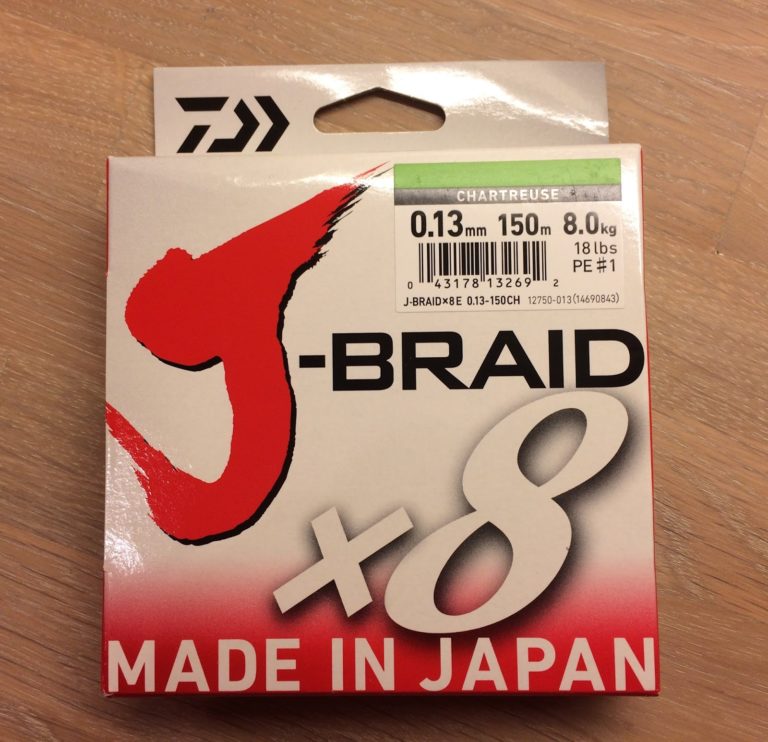 CHARTREUSE
0.13mm 150m 8.0kg
18 lbs
PE #1
0 43178 13269 2
J-BRAID×8E 0.13-150CH 12750-013(14690843)
J-BRAID
×8
MADE IN JAPAN